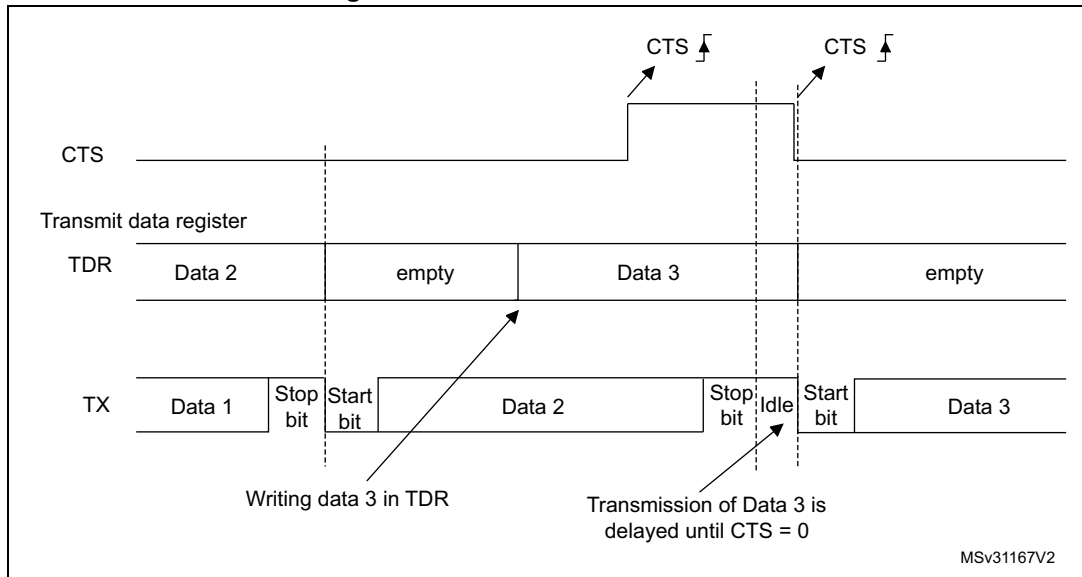 CTS
CTS
CTS
Transmit data register
TDR
Data 2
empty
Data 3
empty
TX
Data 1
Stop
bit
Start
bit
Data 2
Stop
bit
Idle
Start
bit
Data 3
Writing data 3 in TDR
Transmission of Data 3 is
delayed until CTS = 0
MSv31167V2